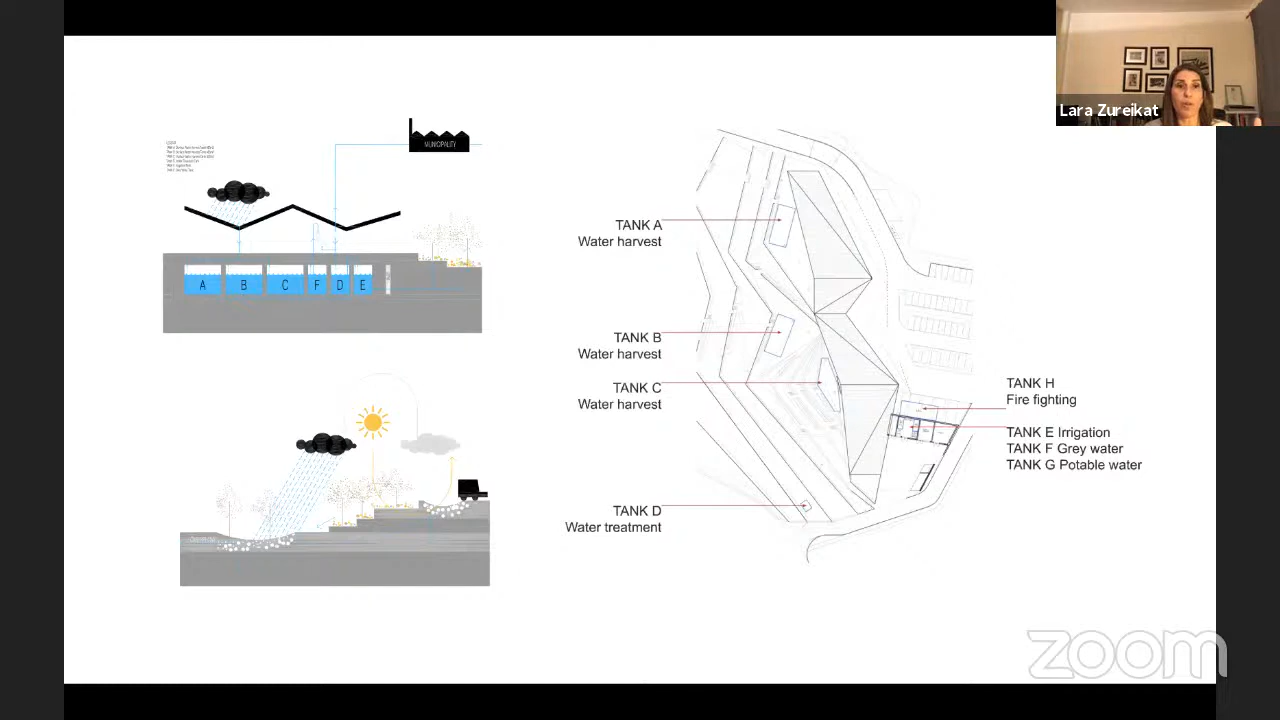 Lara Zureikat
MUNICIPALITY
A
B
C
F
D
E
TANK A
Water harvest
TANK B
Water harvest
TANK C
Water harvest
TANK D
Water treatment
TANK H
Fire fighting
TANK E Irrigation
TANK F Grey water
TANK G Potable water
zoom